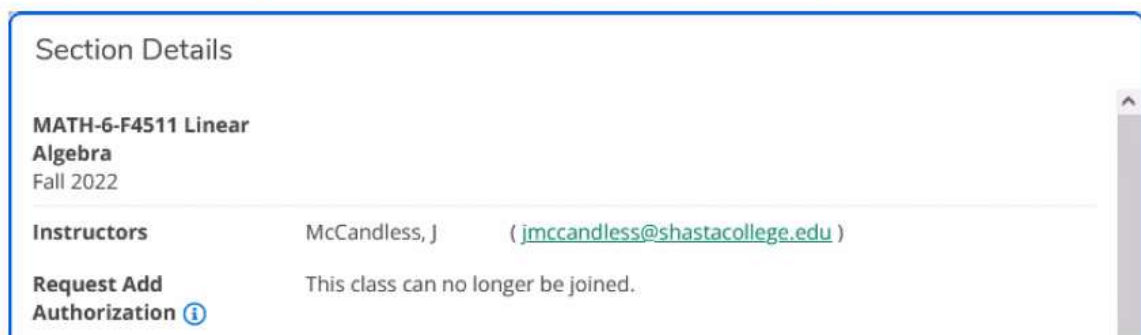 Section Details
MATH-6-F4511 Linear
Algebra
Fall 2022
Instructors McCandless, J ( jmccandless@shastacollege.edu )
Request Add This class can no longer be joined.
Authorization